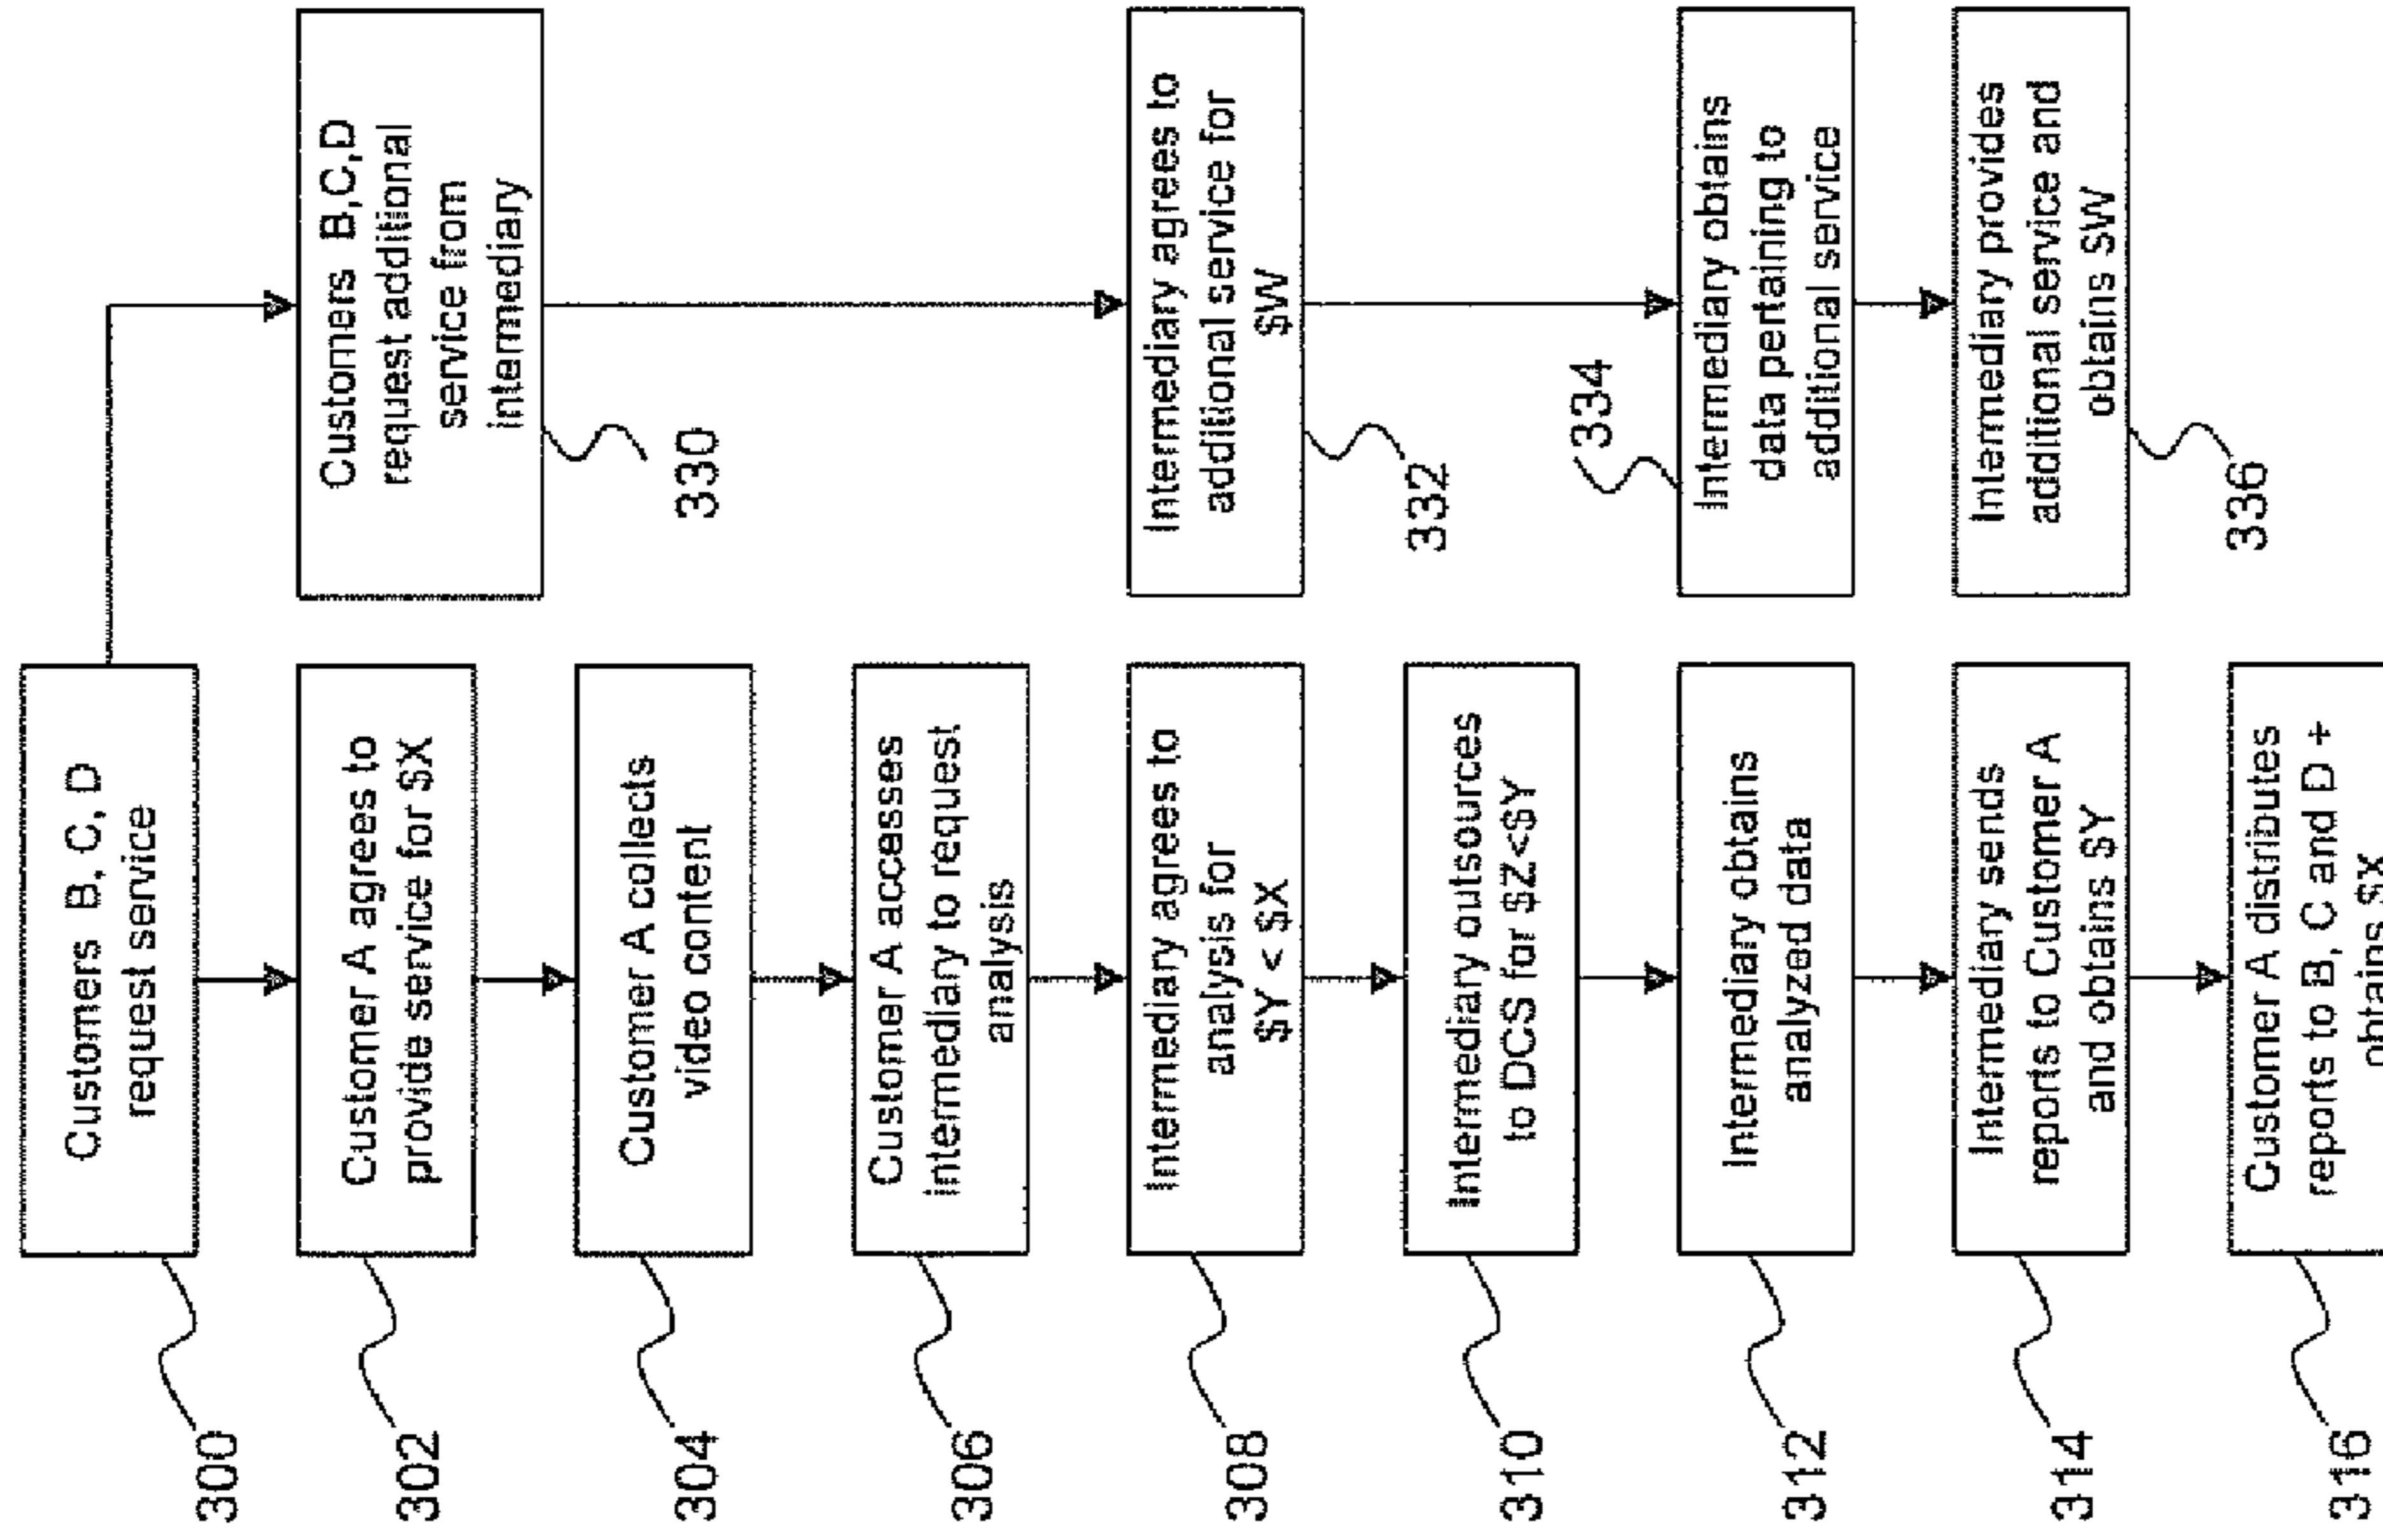 300
Customers B, C, D
request service
302
Customer A agrees to
provide service for $X
304
Customer A collects
video content
306
Customer A accesses
intermediary to request
analysis
308
Intermediary agrees to
analysis for
$Y < $X
310
Intermediary outsources
to DCS for $Z<$Y
312
Intermediary obtains
analyzed data
314
Intermediary sends
reports to Customer A
and obtains $Y
316
Customer A distributes
reports to B, C and D +
obtains $X
Customers B,C,D
request additional
service from
intermediary
330
Intermediary agrees to
additional service for
$W
332
334
Intermediary obtains
data pertaining to
additional service
Intermediary provides
additional service and
obtains $W
336